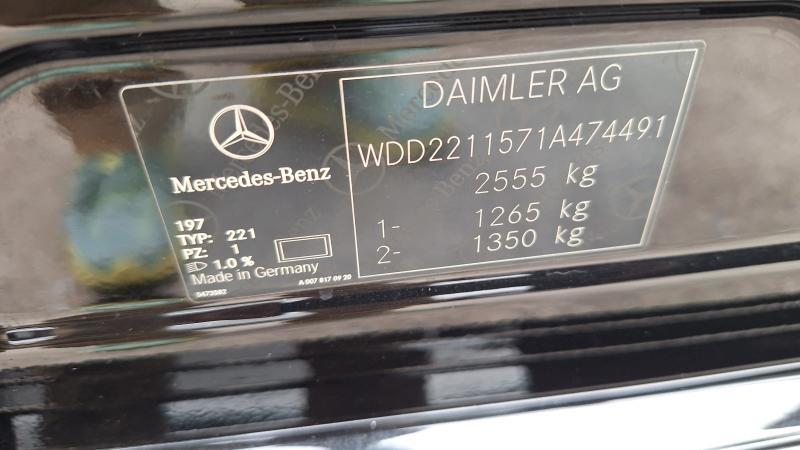 Mercedes-Benz
197
TYP: 221
PZ: 1
1.0 %
Made in Germany
5473582
A 007 817 09 20
DAIMLER AG
WDD2211571A474491
2555 kg
1- 1265 kg
2- 1350 kg